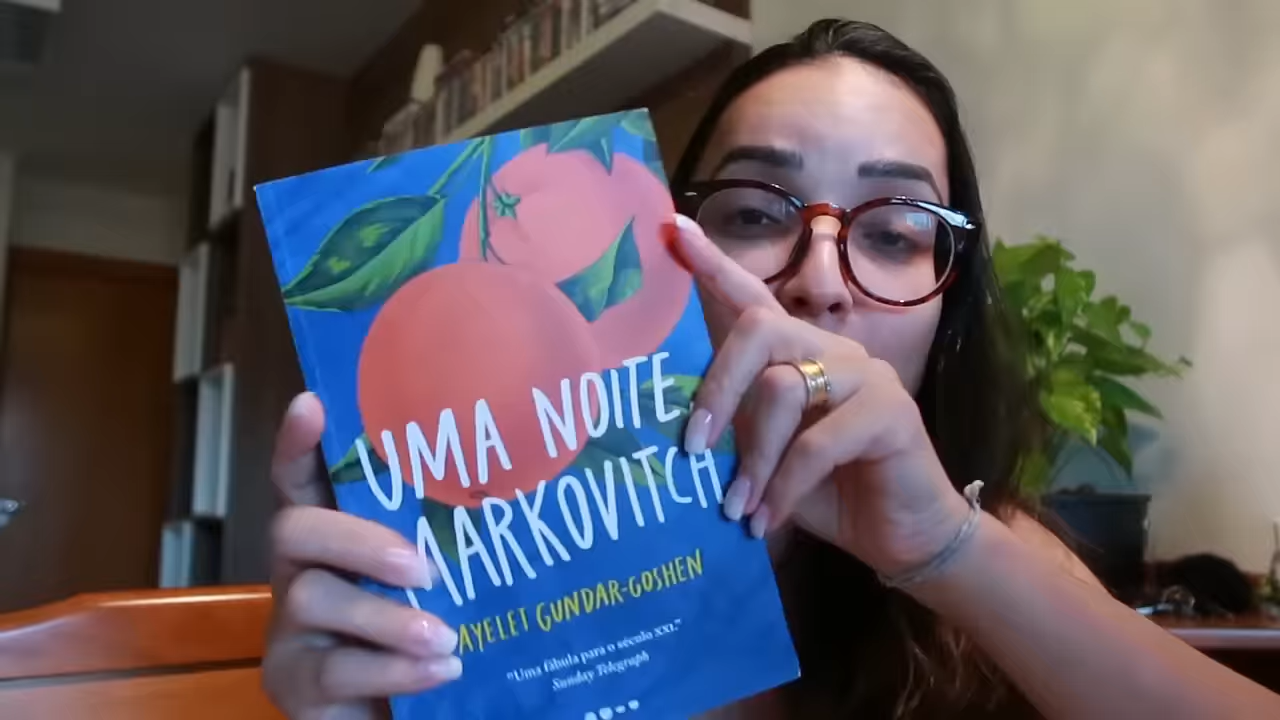 UMA NOITE,
MARKOVITCH
AYELET GUNDAR-GOSHEN
"Uma fábula para o século XXI."
Sunday Telegraph